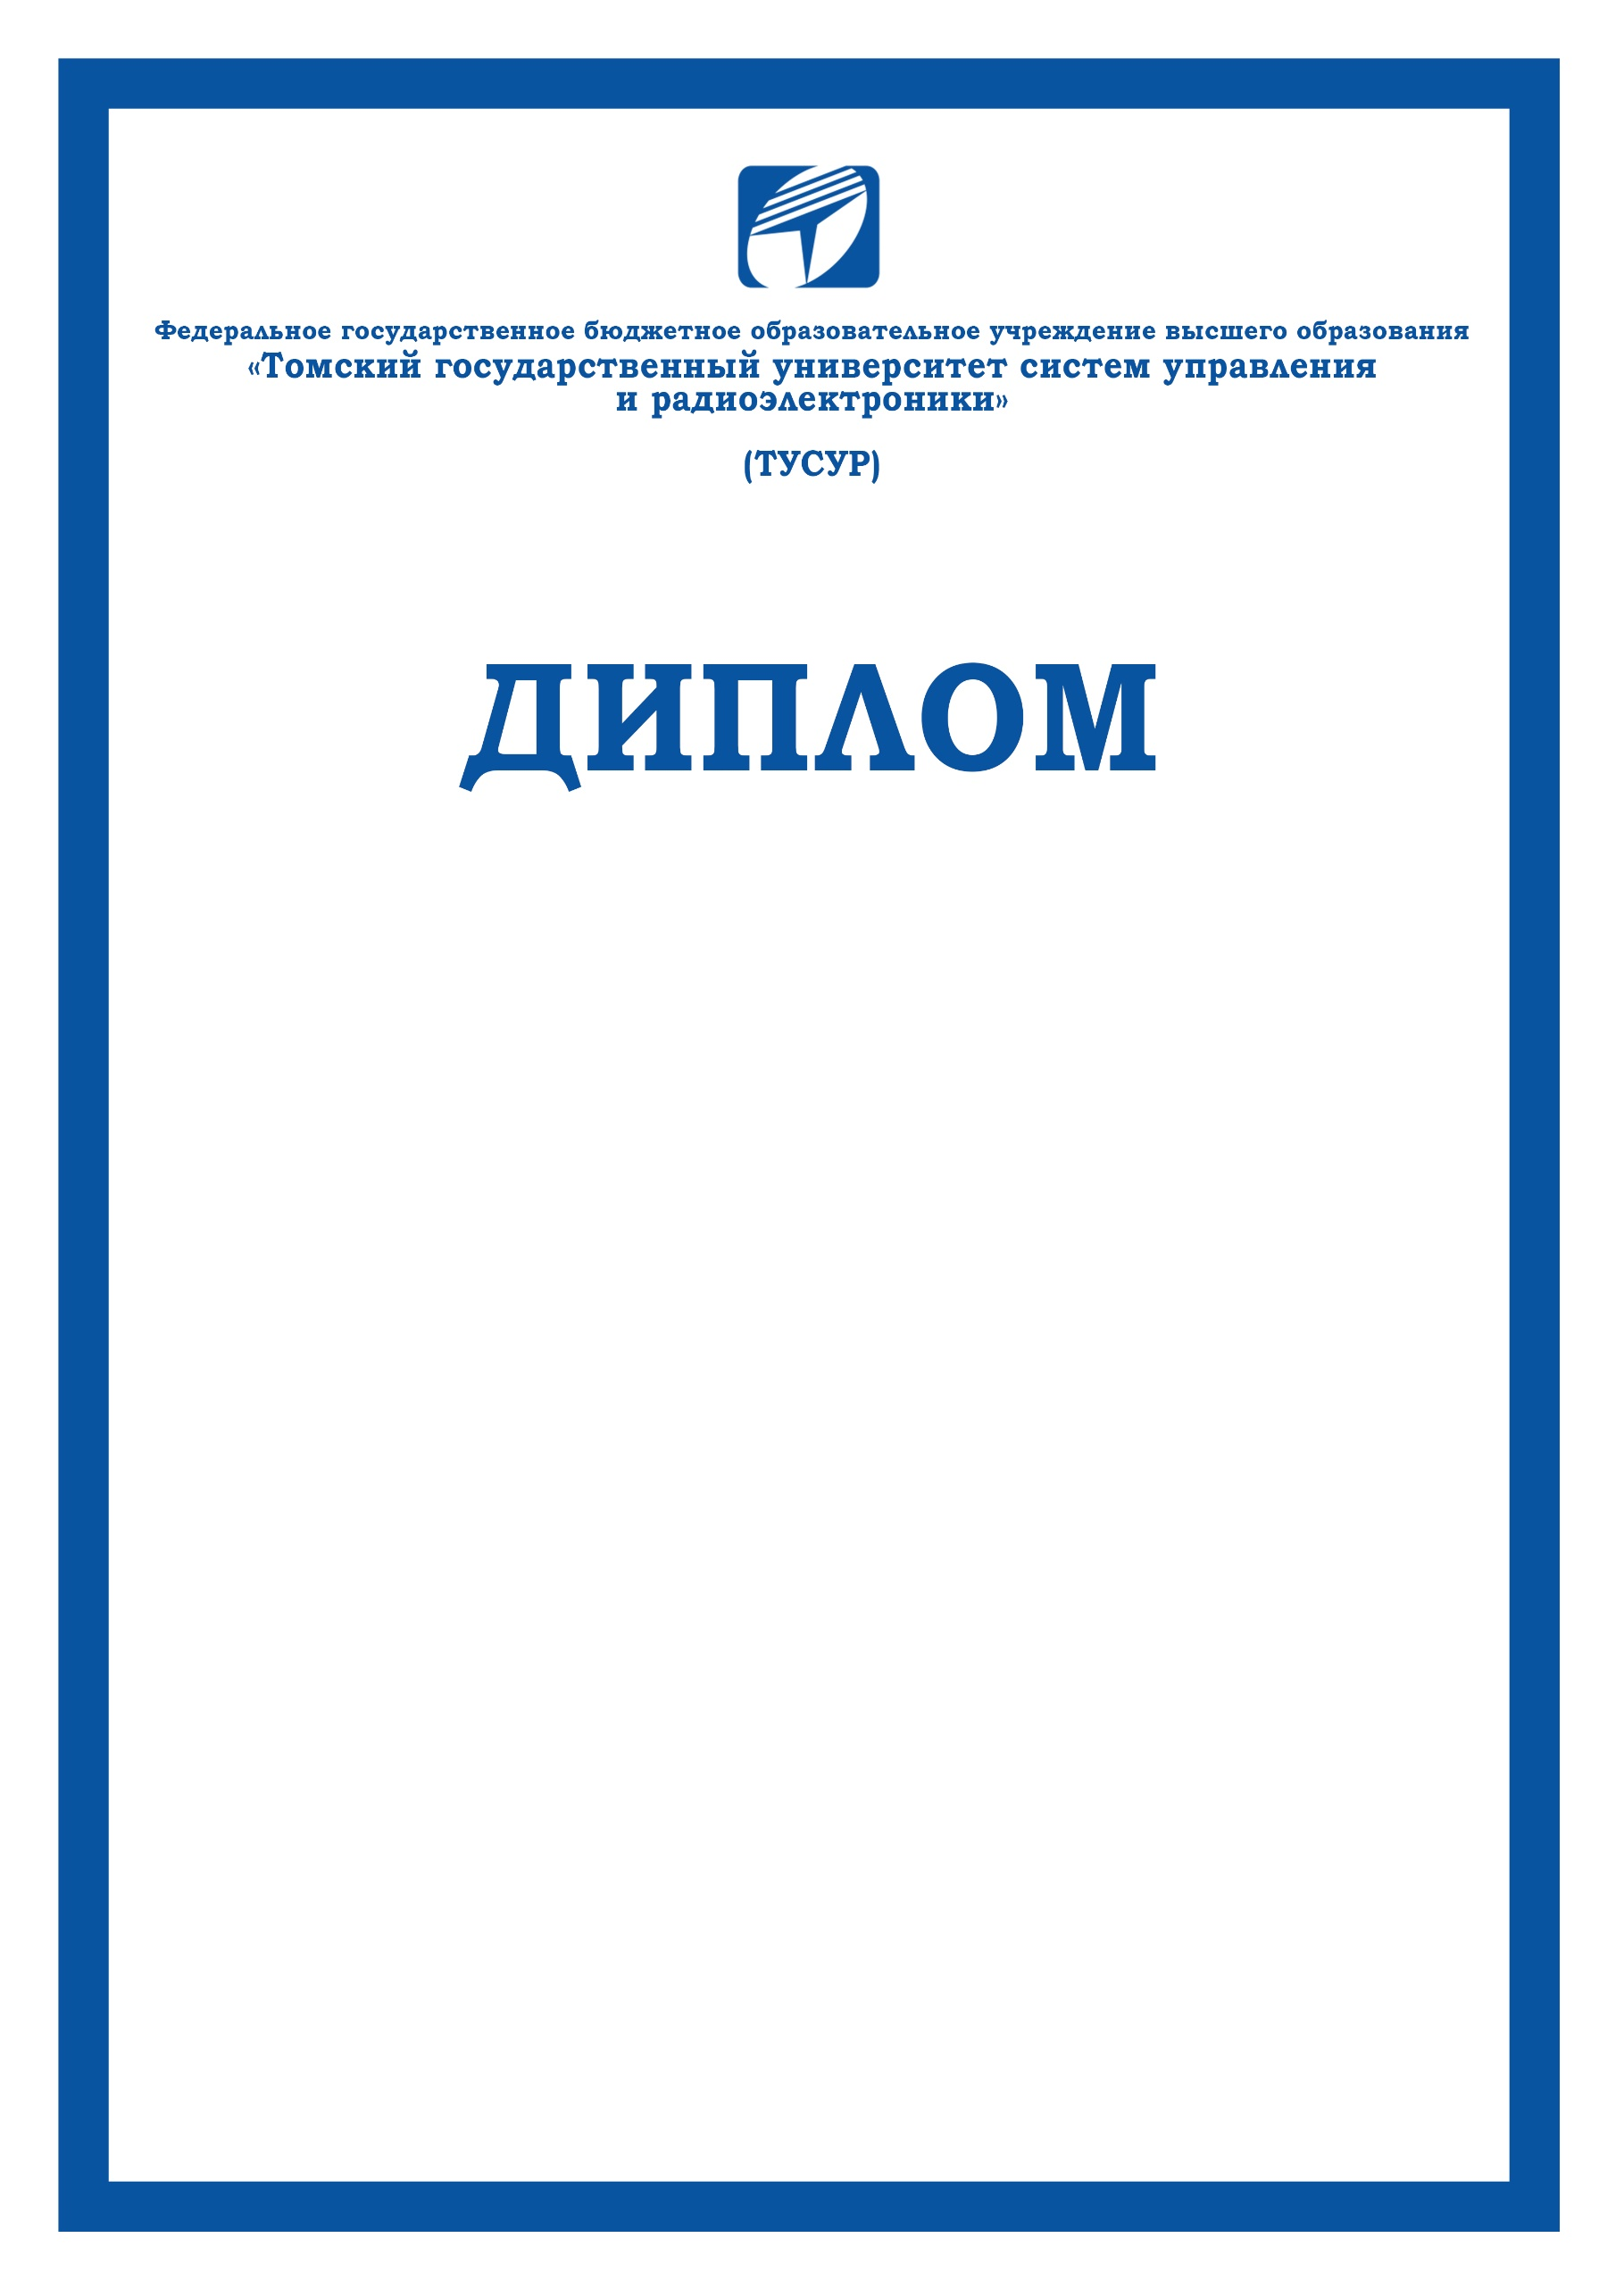 Федеральное государственное бюджетное образовательное учреждение высшего образования
«Томский государственный университет систем управления
и радиоэлектроники»
(ТУСУР)
ДИПЛОМ